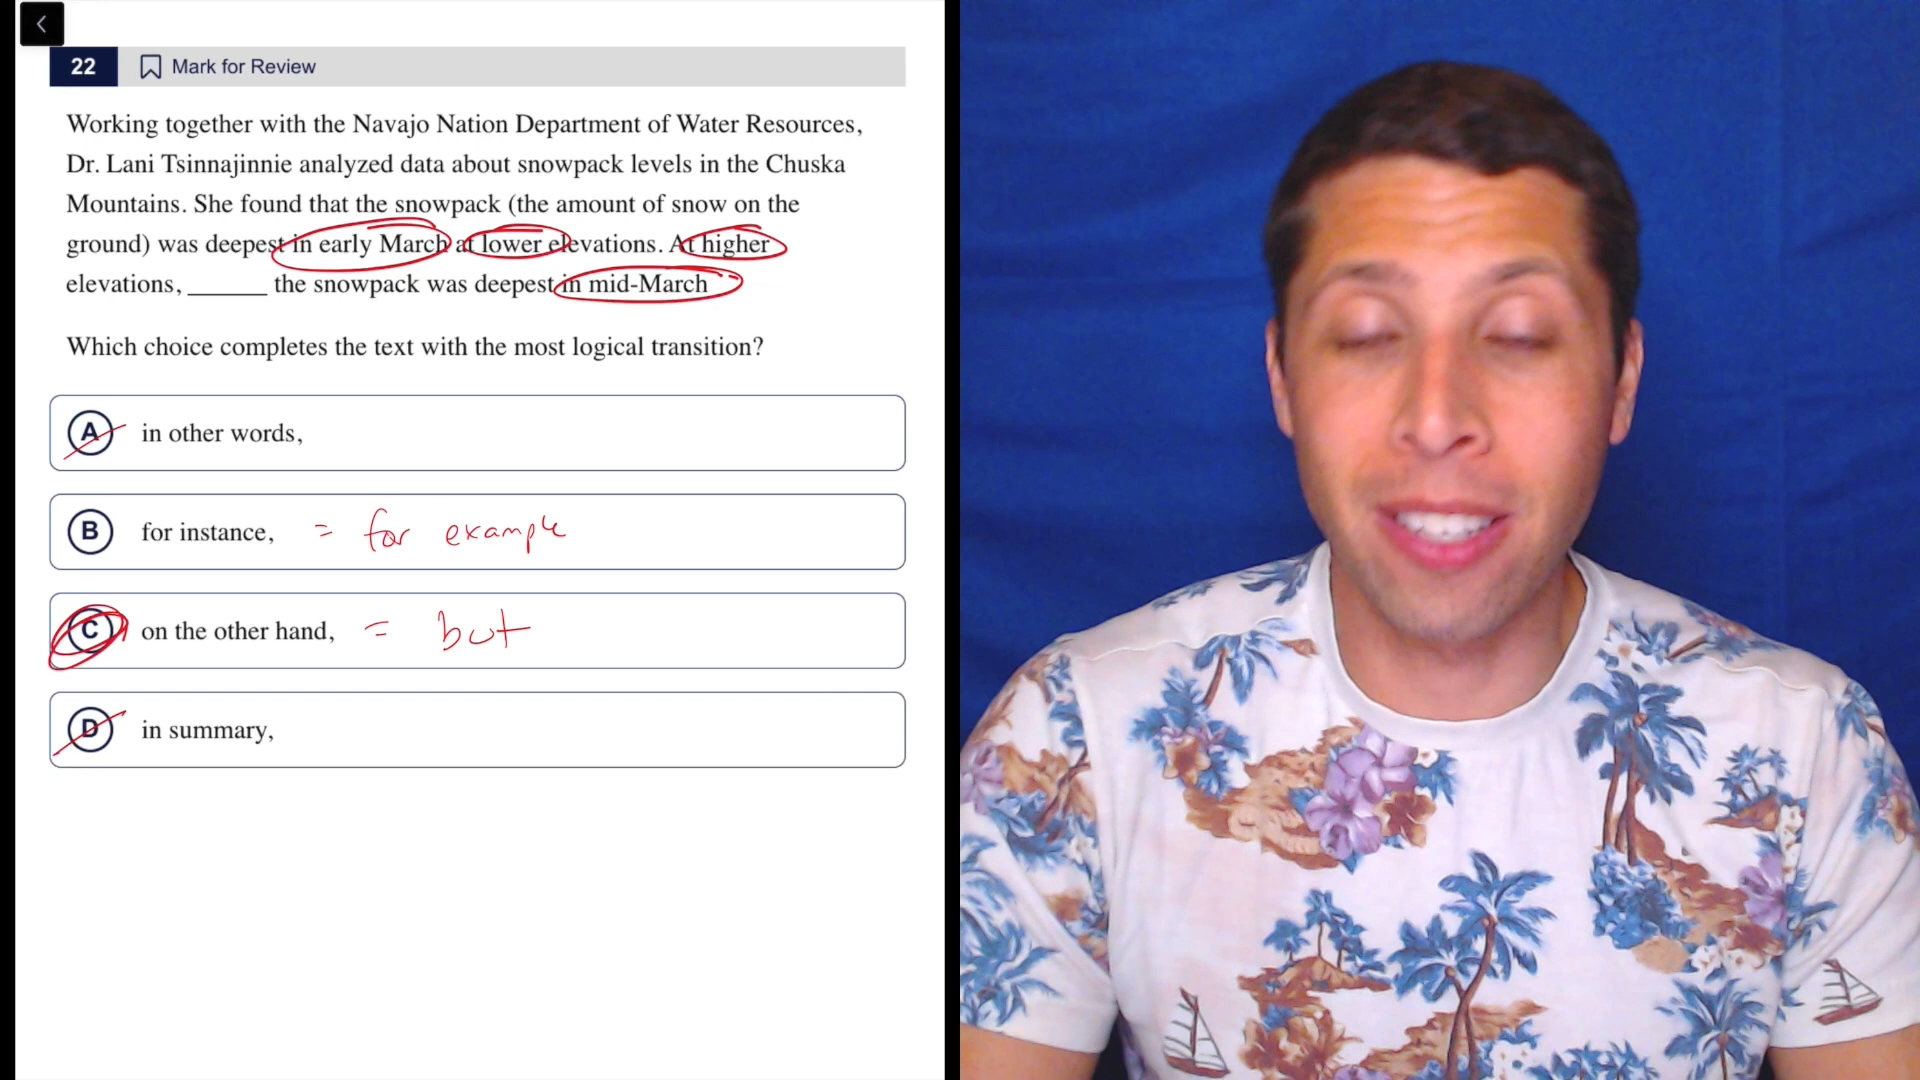 22 Mark for Review
Working together with the Navajo Nation Department of Water Resources,
Dr. Lani Tsinnajinnie analyzed data about snowpack levels in the Chuska
Mountains. She found that the snowpack (the amount of snow on the
ground) was deepest in early March at lower elevations. At higher
elevations, ______ the snowpack was deepest in mid-March
Which choice completes the text with the most logical transition?
A in other words,
B for instance, = for example
C on the other hand, = but
D in summary,